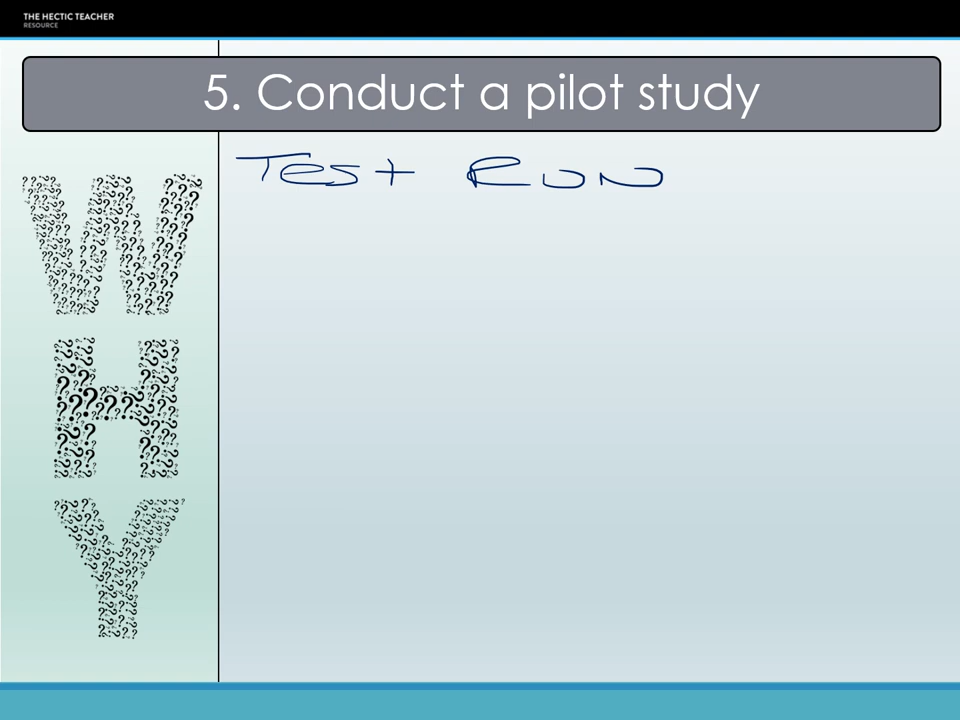 THE HECTIC TEACHER
RESOURCE
5. Conduct a pilot study
Test Run
WHY